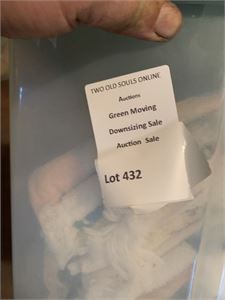 TWO OLD SOULS ONLINE
Auctions
Green Moving
Downsizing Sale
Auction Sale
Lot 432